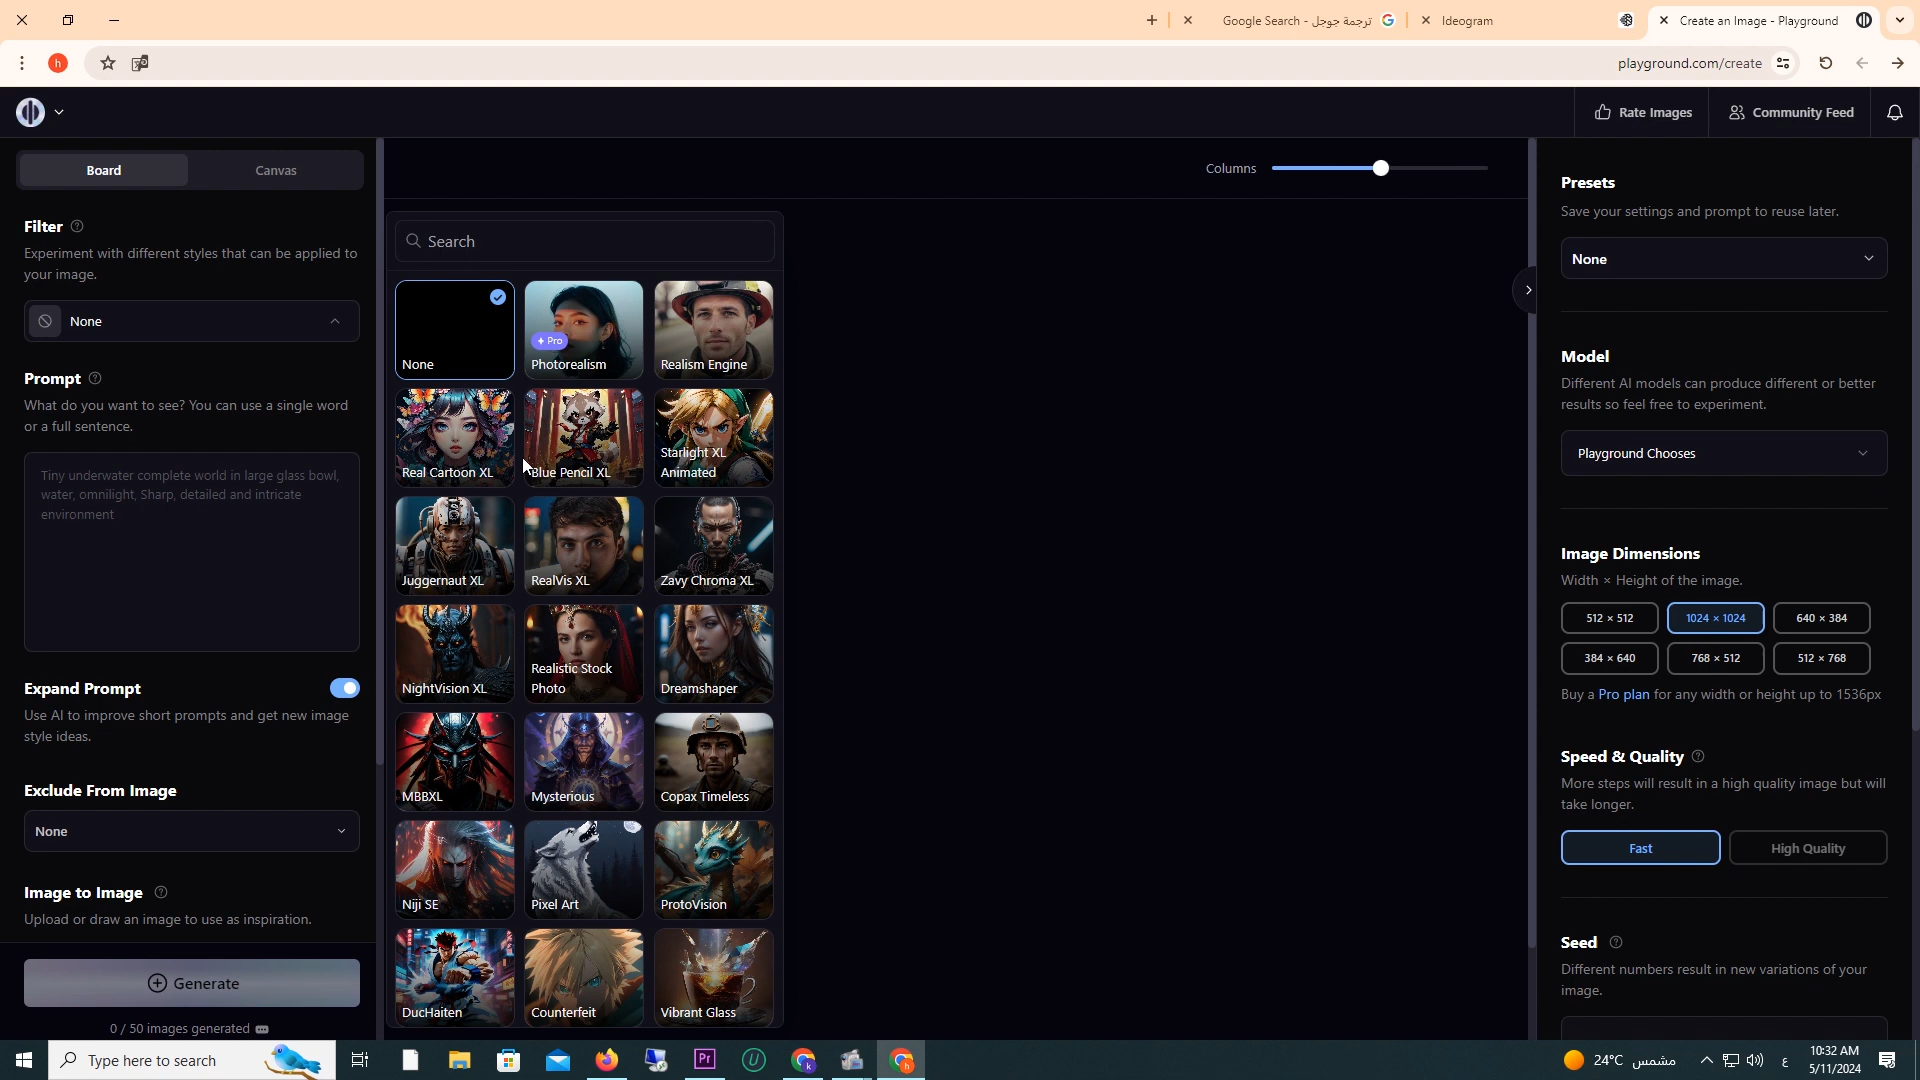 ترجمة جوجل - Google Search
Ideogram
Create an Image - Playground
h
playground.com/create
Rate Images
Community Feed
Board
Canvas
Columns
Filter
Experiment with different styles that can be applied to
your image.
None
Prompt
What do you want to see? You can use a single word
or a full sentence.
Tiny underwater complete world in large glass bowl,
water, omnilight, Sharp, detailed and intricate
environment
Expand Prompt
Use AI to improve short prompts and get new image
style ideas.
Exclude From Image
None
Image to Image
Upload or draw an image to use as inspiration.
Generate
0 / 50 images generated
Search
None
Pro
Photorealism
Realism Engine
Real Cartoon XL
Blue Pencil XL
Starlight XL
Animated
Juggernaut XL
RealVis XL
Zavy Chroma XL
NightVision XL
Realistic Stock
Photo
Dreamshaper
MBBXL
Mysterious
Copax Timeless
Niji SE
Pixel Art
ProtoVision
DucHaiten
Counterfeit
Vibrant Glass
Presets
Save your settings and prompt to reuse later.
None
Model
Different AI models can produce different or better
results so feel free to experiment.
Playground Chooses
Image Dimensions
Width × Height of the image.
512 × 512
1024 × 1024
640 × 384
384 × 640
768 × 512
512 × 768
Buy a Pro plan for any width or height up to 1536px
Speed & Quality
More steps will result in a high quality image but will
take longer.
Fast
High Quality
Seed
Different numbers result in new variations of your
image.
Type here to search
Pr
U
k
h
24°C مشمس
ع
10:32 AM
5/11/2024